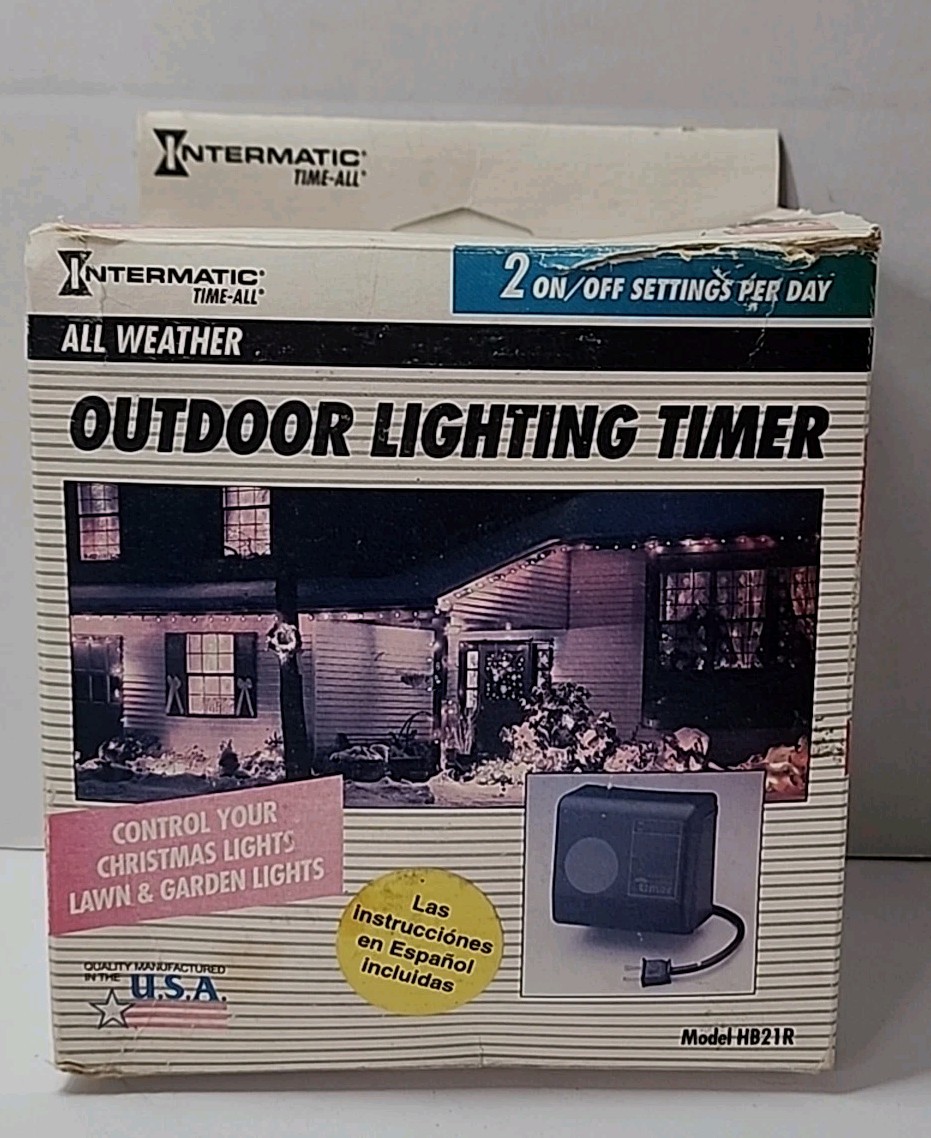 INTERMATIC®
TIME-ALL®
INTERMATIC®
TIME-ALL®
2 ON/OFF SETTINGS PER DAY
ALL WEATHER
OUTDOOR LIGHTING TIMER
CONTROL YOUR
CHRISTMAS LIGHTS
LAWN & GARDEN LIGHTS
Las
instrucciónes
en Español
incluidas
QUALITY MANUFACTURED
IN THE U.S.A.
timer
Model HB21R